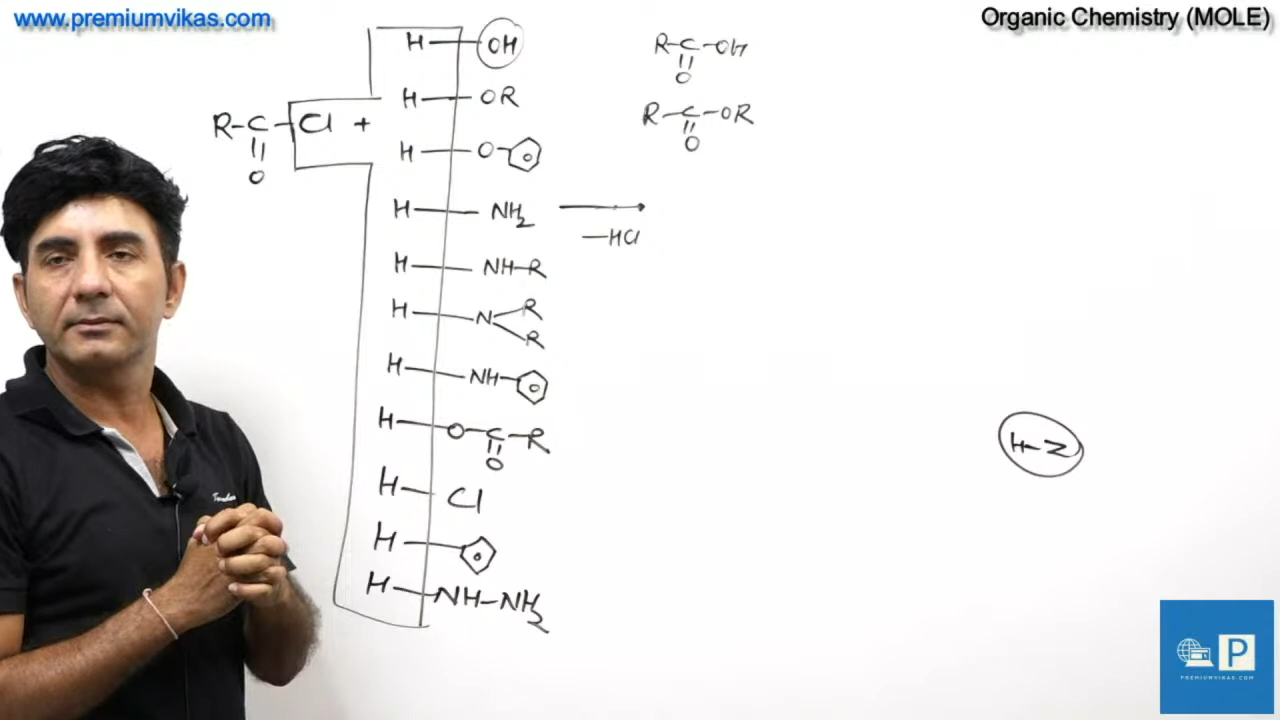 www.premiumvikas.com
Organic Chemistry (MOLE)
H—OH
R-C-OH
O
H—OR
R-C-OR
O
R-C-Cl +
O
H—O-
H—NH2
—HCl
H—NH-R
H—N
R
R
H—NH-
H—O-C-R
O
H—Cl
H—
H—NH-NH2
H-Z
P
PREMIUMVIKAS.COM